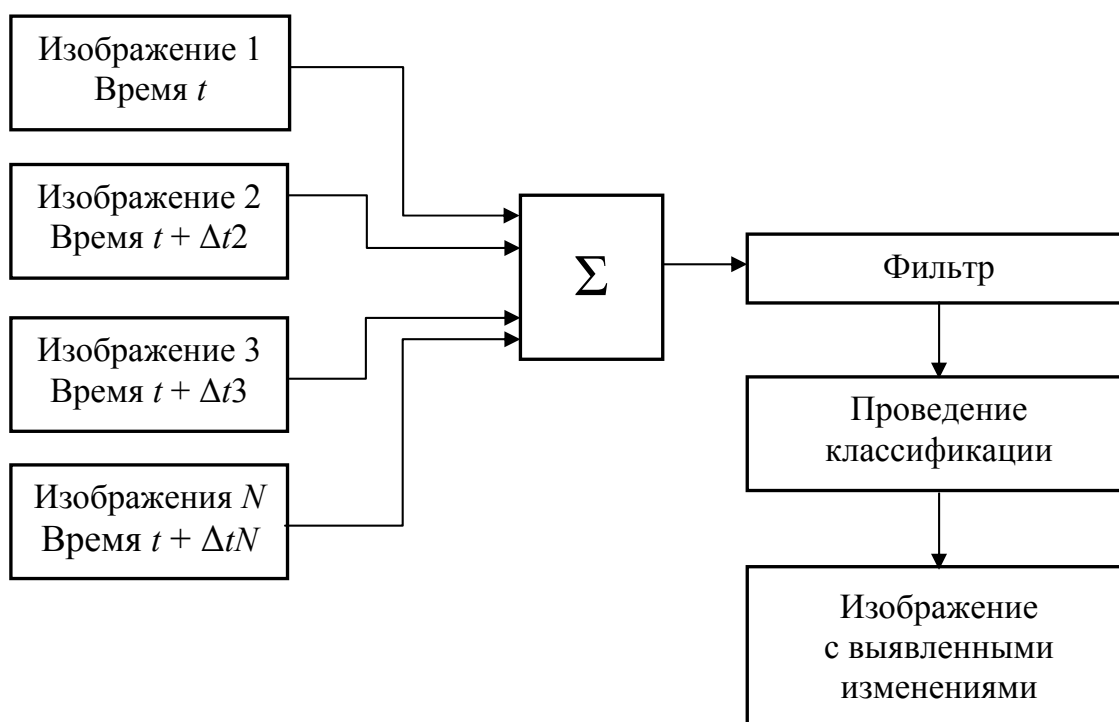 Изображение 1
Время t
Изображение 2
Время t + Δt2
Изображение 3
Время t + Δt3
Изображения N
Время t + ΔtN
Σ
Фильтр
Проведение
классификации
Изображение
с выявленными
изменениями